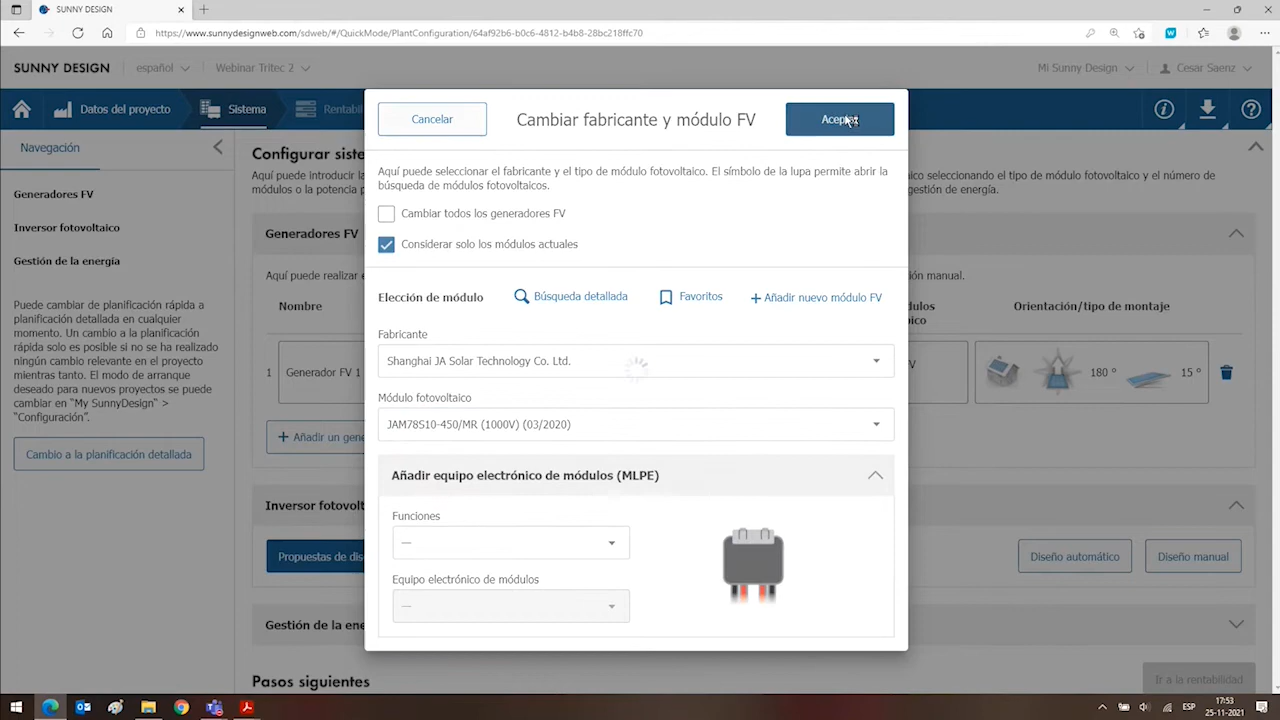 SUNNY DESIGN
https://www.sunnydesignweb.com/sdweb/#/QuickMode/PlantConfiguration/64af92b6-b0c6-4812-b4b8-28bc218ffc70
SUNNY DESIGN
español
Webinar Tritec 2
Mi Sunny Design
Cesar Saenz
Datos del proyecto
Sistema
Navegación
Generadores FV
Inversor fotovoltaico
Gestión de la energía
Puede cambiar de planificación rápida a
planificación detallada en cualquier
momento. Un cambio a la planificación
rápida solo es posible si no se ha realizado
ningún cambio relevante en el proyecto
mientras tanto. El modo de arranque
deseado para nuevos proyectos se puede
cambiar en "My SunnyDesign" >
"Configuración".
Cambio a la planificación detallada
Configurar
Aquí puede introducir
módulos o la potencia
seleccionando el tipo de módulo fotovoltaico y el número de
gestión de energía.
Generadores FV
Aquí puede realizar
manual.
Nombre
Orientación/tipo de montaje
1
Generador FV 1
V
180 °
15 °
+ Añadir un
Propuestas de
Diseño automático
Diseño manual
Gestión de la
Pasos siguientes
Ir a la rentabilidad
Cancelar
Cambiar fabricante y módulo FV
Aceptar
Aquí puede seleccionar el fabricante y el tipo de módulo fotovoltaico. El símbolo de la lupa permite abrir la
búsqueda de módulos fotovoltaicos.
Cambiar todos los generadores FV
Considerar solo los módulos actuales
Elección de módulo
Búsqueda detallada
Favoritos
+ Añadir nuevo módulo FV
Fabricante
Shanghai JA Solar Technology Co. Ltd.
Módulo fotovoltaico
JAM78S10-450/MR (1000V) (03/2020)
Añadir equipo electrónico de módulos (MLPE)
Funciones
—
Equipo electrónico de módulos
—
ESP
17:53
25-11-2021